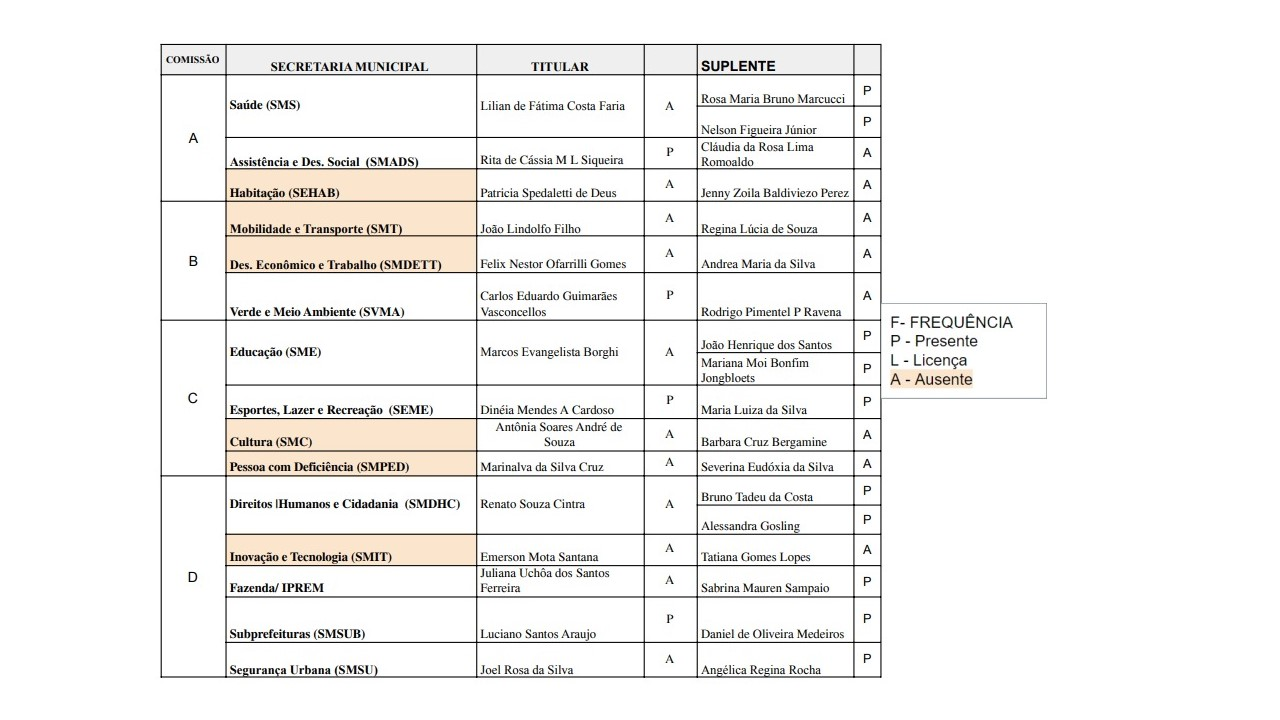 COMISSÃO SECRETARIA MUNICIPAL TITULAR SUPLENTE
A
Saúde (SMS) Lilian de Fátima Costa Faria A Rosa Maria Bruno Marcucci P
Nelson Figueira Júnior P
Assistência e Des. Social (SMADS) Rita de Cássia M L Siqueira P Cláudia da Rosa Lima
Romoaldo A
Habitação (SEHAB) Patricia Spedaletti de Deus A Jenny Zoila Baldiviezo Perez A
B
Mobilidade e Transporte (SMT) João Lindolfo Filho A Regina Lúcia de Souza A
Des. Econômico e Trabalho (SMDETT) Felix Nestor Ofarrilli Gomes A Andrea Maria da Silva A
Verde e Meio Ambiente (SVMA) Carlos Eduardo Guimarães
Vasconcellos P Rodrigo Pimentel P Ravena A
C
Educação (SME) Marcos Evangelista Borghi A João Henrique dos Santos P
Mariana Moi Bonfim
Jongbloets P
Esportes, Lazer e Recreação (SEME) Dinéia Mendes A Cardoso P Maria Luiza da Silva P
Cultura (SMC) Antônia Soares André de
Souza A Barbara Cruz Bergamine A
Pessoa com Deficiência (SMPED) Marinalva da Silva Cruz A Severina Eudóxia da Silva A
D
Direitos |Humanos e Cidadania (SMDHC) Renato Souza Cintra A Bruno Tadeu da Costa P
Alessandra Gosling P
Inovação e Tecnologia (SMIT) Emerson Mota Santana A Tatiana Gomes Lopes A
Fazenda/ IPREM Juliana Uchôa dos Santos
Ferreira A Sabrina Mauren Sampaio P
Subprefeituras (SMSUB) Luciano Santos Araujo P Daniel de Oliveira Medeiros P
Segurança Urbana (SMSU) Joel Rosa da Silva A Angélica Regina Rocha P
F- FREQUÊNCIA
P - Presente
L - Licença
A - Ausente